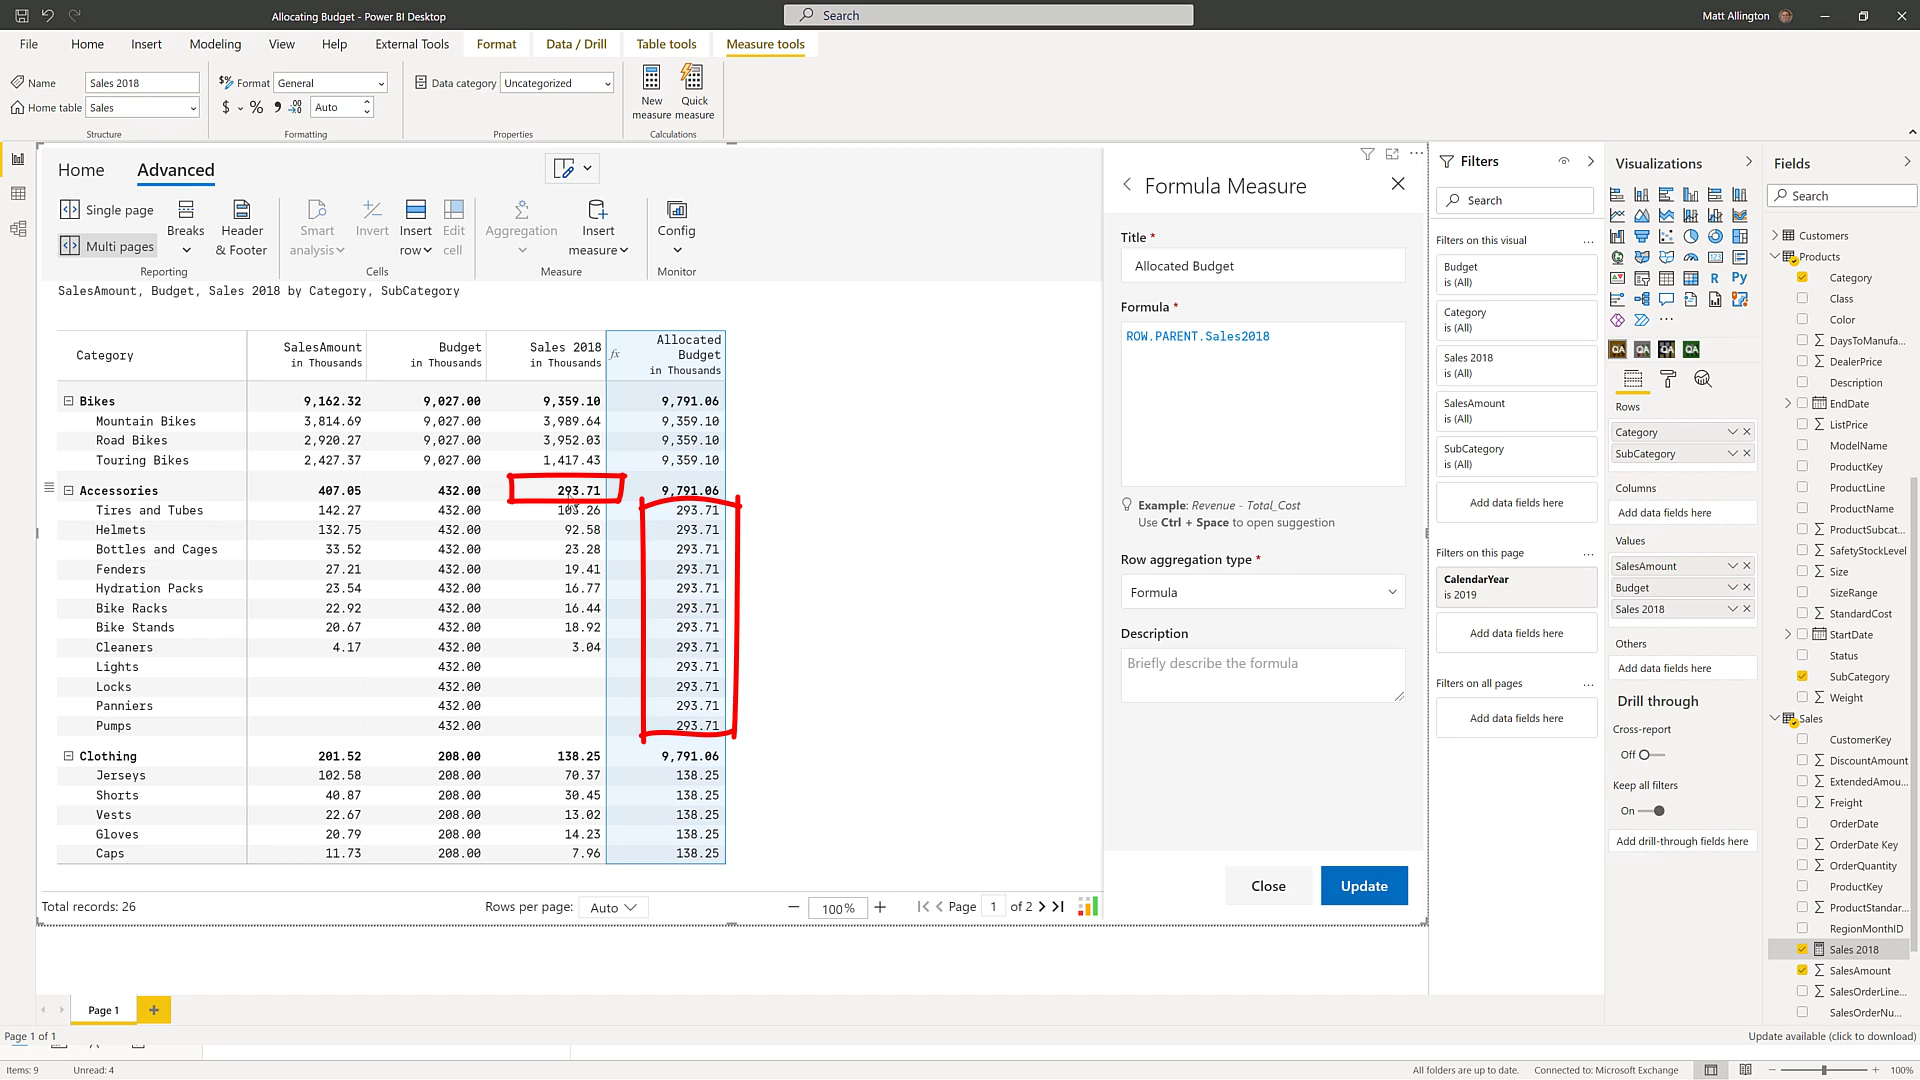 Allocating Budget - Power BI Desktop
Search
Matt Allington
File Home Insert Modeling View Help External Tools Format Data / Drill Table tools Measure tools
Name Sales 2018
Home table Sales
Structure
Format General
$ % Auto
Formatting
Data category Uncategorized
Properties
New measure
Quick measure
Calculations
Home Advanced
Single page
Multi pages
Breaks
Header & Footer
Reporting
Smart analysis
Invert
Insert row
Edit cell
Cells
Aggregation
Insert measure
Measure
Config
Monitor
SalesAmount, Budget, Sales 2018 by Category, SubCategory
Category SalesAmount in Thousands Budget in Thousands Sales 2018 in Thousands fx Allocated Budget in Thousands
Bikes 9,162.32 9,027.00 9,359.10 9,791.06
Mountain Bikes 3,814.69 9,027.00 3,989.64 9,359.10
Road Bikes 2,920.27 9,027.00 3,952.03 9,359.10
Touring Bikes 2,427.37 9,027.00 1,417.43 9,359.10
Accessories 407.05 432.00 293.71 9,791.06
Tires and Tubes 142.27 432.00 103.26 293.71
Helmets 132.75 432.00 92.58 293.71
Bottles and Cages 33.52 432.00 23.28 293.71
Fenders 27.21 432.00 19.41 293.71
Hydration Packs 23.54 432.00 16.77 293.71
Bike Racks 22.92 432.00 16.44 293.71
Bike Stands 20.67 432.00 18.92 293.71
Cleaners 4.17 432.00 3.04 293.71
Lights 432.00 293.71
Locks 432.00 293.71
Panniers 432.00 293.71
Pumps 432.00 293.71
Clothing 201.52 208.00 138.25 9,791.06
Jerseys 102.58 208.00 70.37 138.25
Shorts 40.87 208.00 30.45 138.25
Vests 22.67 208.00 13.02 138.25
Gloves 20.79 208.00 14.23 138.25
Caps 11.73 208.00 7.96 138.25
Total records: 26
Rows per page: Auto
100%
Page 1 of 2
Formula Measure
Title *
Allocated Budget
Formula *
ROW.PARENT.Sales2018
Example: Revenue - Total_Cost
Use Ctrl + Space to open suggestion
Row aggregation type *
Formula
Description
Briefly describe the formula
Close Update
Filters
Search
Filters on this visual ...
Budget
is (All)
Category
is (All)
Sales 2018
is (All)
SalesAmount
is (All)
SubCategory
is (All)
Add data fields here
Filters on this page ...
CalendarYear
is 2019
Add data fields here
Filters on all pages ...
Add data fields here
Visualizations
R Py
...
QA QA QA QA
Rows
Category
SubCategory
Columns
Add data fields here
Values
SalesAmount
Budget
Sales 2018
Others
Add data fields here
Drill through
Cross-report
Off
Keep all filters
On
Add drill-through fields here
Fields
Search
Customers
Products
Category
Class
Color
DaysToManufa...
DealerPrice
Description
EndDate
ListPrice
ModelName
ProductKey
ProductLine
ProductName
ProductSubcat...
SafetyStockLevel
Size
SizeRange
StandardCost
StartDate
Status
SubCategory
Weight
Sales
CustomerKey
DiscountAmount
ExtendedAmou...
Freight
OrderDate
OrderDate Key
OrderQuantity
ProductKey
ProductStandar...
RegionMonthID
Sales 2018
SalesAmount
SalesOrderLine...
SalesOrderNu...
Page 1
+
Page 1 of 1
Update available (click to download)
Items: 9 Unread: 4
All folders are up to date. Connected to: Microsoft Exchange
100%